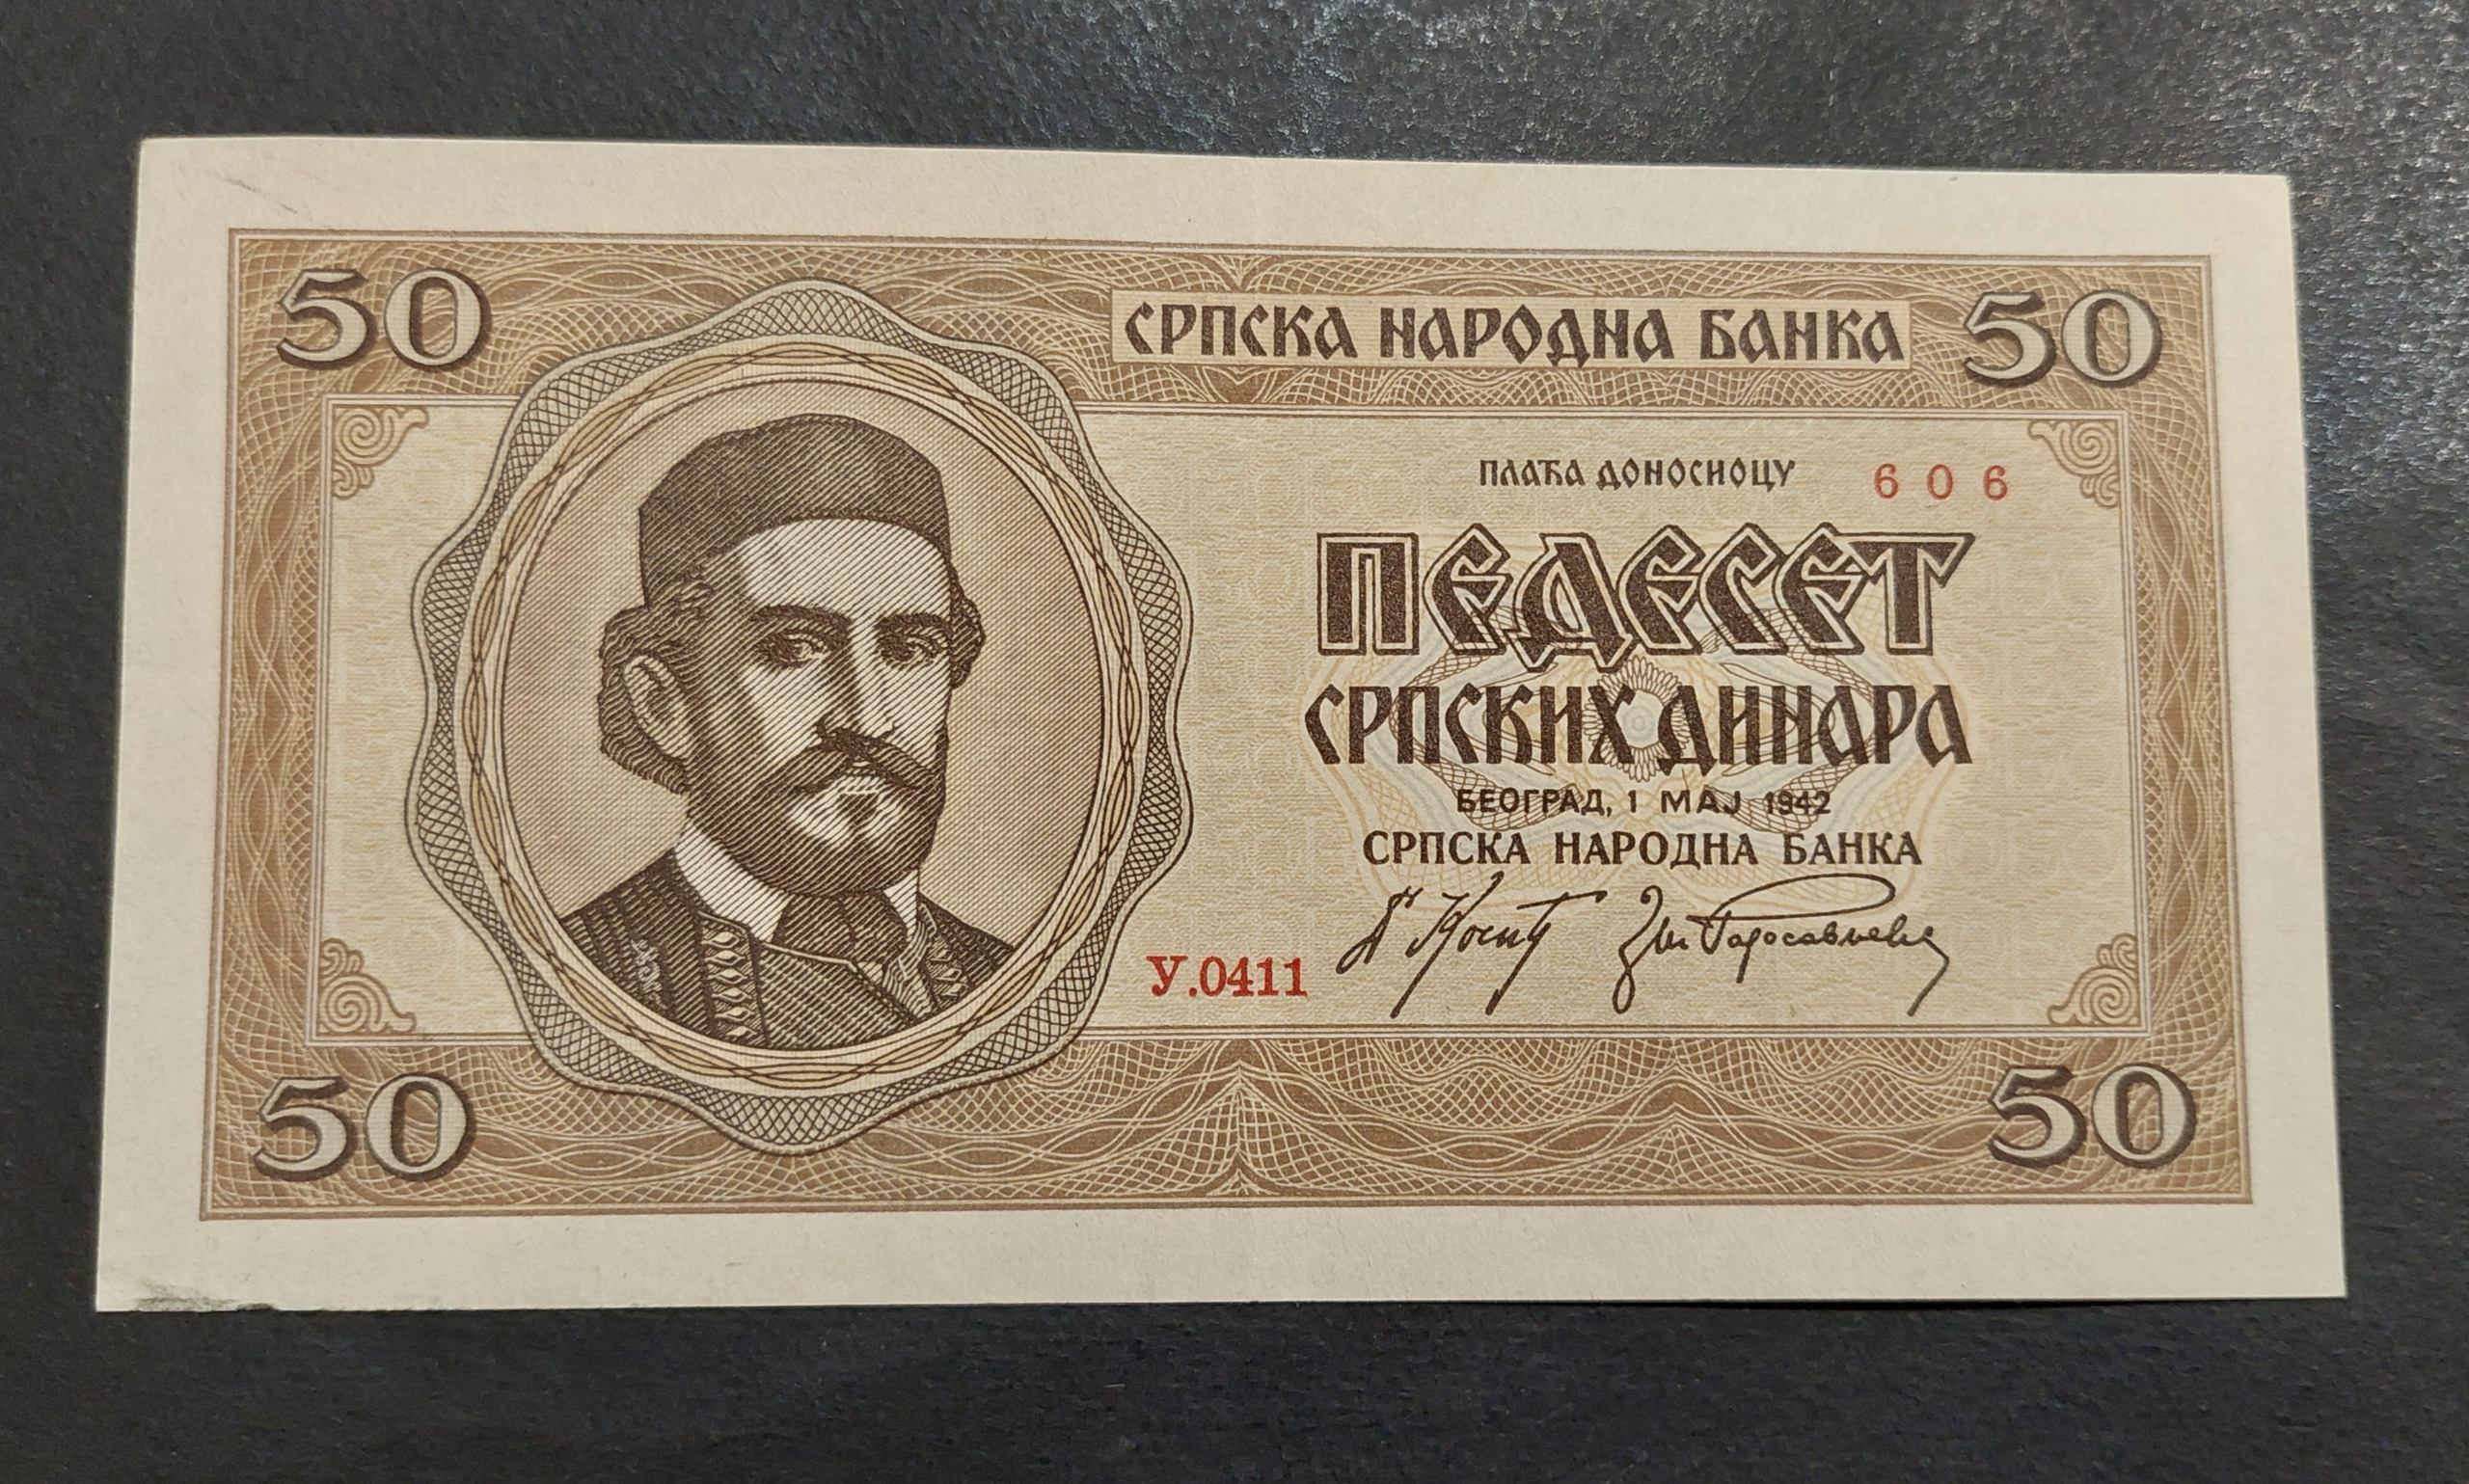 50
СРПСКА НАРОДНА БАНКА
50
ПЛАЋА ДОНОСИОЦУ 606
ПЕДЕСЕТ
СРПСКИХ ДИНАРА
БЕОГРАД, 1 МАЈ 1942
СРПСКА НАРОДНА БАНКА
У.0411
50
50